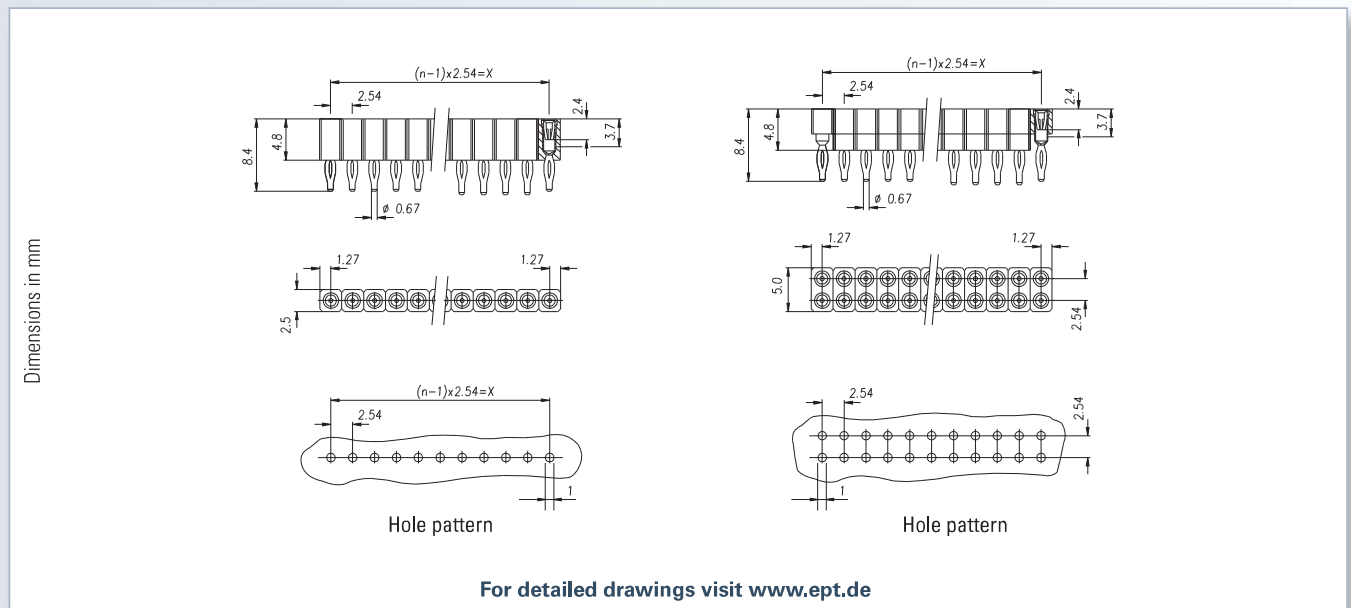 Dimensions in mm
(n-1)x2.54=X
2.54
2.4
3.7
4.8
8.4
ø 0.67
1.27
1.27
2.5
(n-1)x2.54=X
2.54
1
Hole pattern
(n-1)x2.54=X
2.54
2.4
3.7
4.8
8.4
ø 0.67
1.27
1.27
5.0
2.54
2.54
2.54
1
Hole pattern
For detailed drawings visit www.ept.de